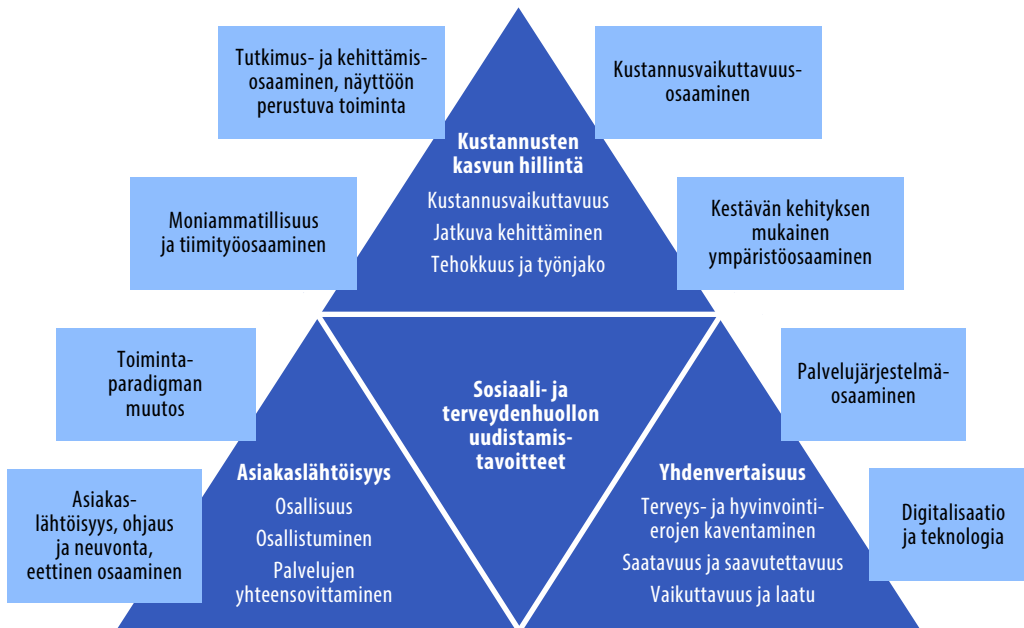 Tutkimus- ja kehittämis-
osaaminen, näyttöön
perustuva toiminta
Kustannusvaikuttavuus-
osaaminen
Kustannusten
kasvun hillintä
Kustannusvaikuttavuus
Jatkuva kehittäminen
Tehokkuus ja työnjako
Moniammatillisuus
ja tiimityöosaaminen
Kestävän kehityksen
mukainen
ympäristöosaaminen
Toiminta-
paradigman
muutos
Sosiaali- ja
terveydenhuollon
uudistamis-
tavoitteet
Palvelujärjestelmä-
osaaminen
Asiakas-
lähtöisyys, ohjaus
ja neuvonta,
eettinen osaaminen
Asiakaslähtöisyys
Osallisuus
Osallistuminen
Palvelujen
yhteensovittaminen
Yhdenvertaisuus
Terveys- ja hyvinvointi-
erojen kaventaminen
Saatavuus ja saavutettavuus
Vaikuttavuus ja laatu
Digitalisaatio
ja teknologia